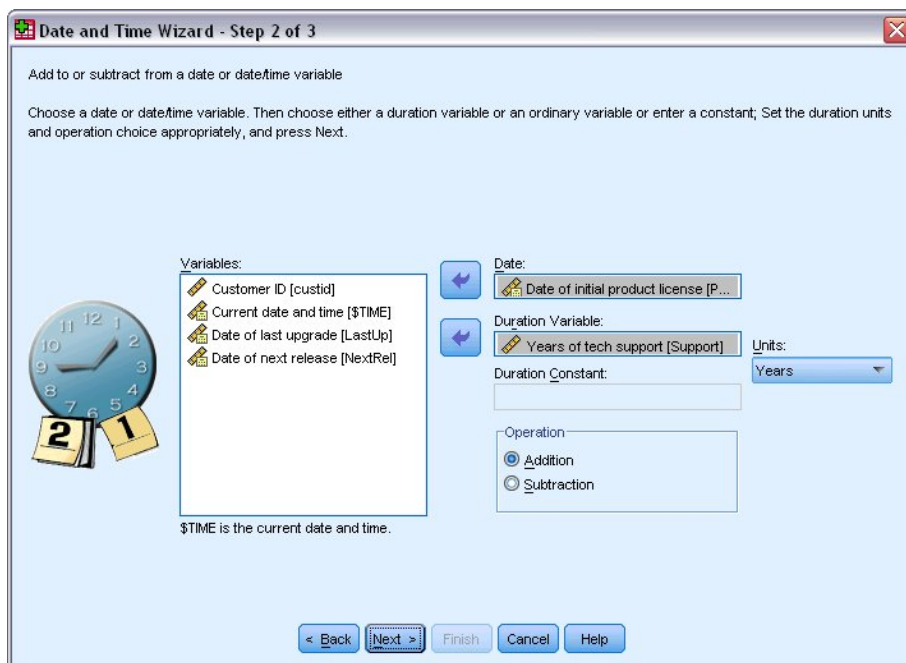 Date and Time Wizard - Step 2 of 3
Add to or subtract from a date or date/time variable
Choose a date or date/time variable. Then choose either a duration variable or an ordinary variable or enter a constant; Set the duration units
and operation choice appropriately, and press Next.
Variables:
Customer ID [custid]
Current date and time [$TIME]
Date of last upgrade [LastUp]
Date of next release [NextRel]
$TIME is the current date and time.
Date:
Date of initial product license [P...
Duration Variable:
Years of tech support [Support]
Units:
Years
Duration Constant:
Operation
Addition
Subtraction
12
1
2
3
4
5
6
7
8
9
10
11
2
1
< Back
Next >
Finish
Cancel
Help